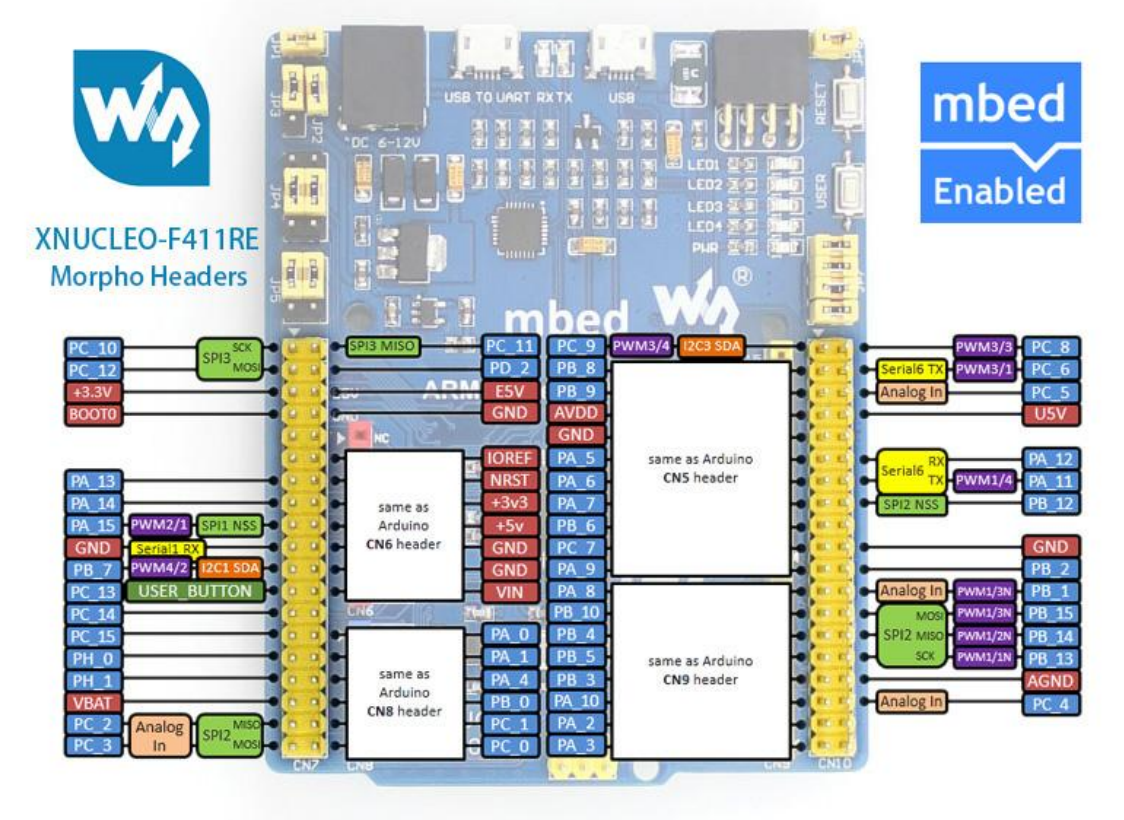 JP1
JP3
JP2
JP4
JP5
USB TO UART RX TX
USB
DC 6-12V
RESET
USER
LED1
LED2
LED3
LED4
PWR
JP7
mbed
Enabled
XNUCLEO-F411RE
Morpho Headers
mbed
®
ARM
NC
PC_10
PC_12
+3.3V
BOOT0
SPI3
SCK
MOSI
PA_13
PA_14
PA_15 PWM2/1 SPI1 NSS
GND Serial1 RX
PB_7 PWM4/2 I2C1 SDA
PC_13 USER_BUTTON
PC_14
PC_15
PH_0
PH_1
VBAT
PC_2
PC_3
Analog
In
SPI2
MISO
MOSI
SPI3 MISO PC_11
PD_2
E5V
GND
IOREF
NRST
+3v3
+5v
GND
GND
VIN
same as
Arduino
CN6 header
CN6
PA_0
PA_1
PA_4
PB_0
PC_1
PC_0
same as
Arduino
CN8 header
CN7
CN8
PC_9 PWM3/4 I2C3 SDA
PB_8
PB_9
AVDD
GND
PA_5
PA_6
PA_7
PB_6
PC_7
PA_9
PA_8
PB_10
PB_4
PB_5
PB_3
PA_10
PA_2
PA_3
same as Arduino
CN5 header
same as Arduino
CN9 header
CN9
CN10
PWM3/3 PC_8
Serial6 TX PWM3/1 PC_6
Analog In PC_5
U5V
Serial6
RX
TX
PA_12
PWM1/4 PA_11
SPI2 NSS PB_12
GND
PB_2
Analog In PWM1/3N PB_1
SPI2
MOSI
MISO
SCK
PWM1/3N PB_15
PWM1/2N PB_14
PWM1/1N PB_13
AGND
Analog In PC_4